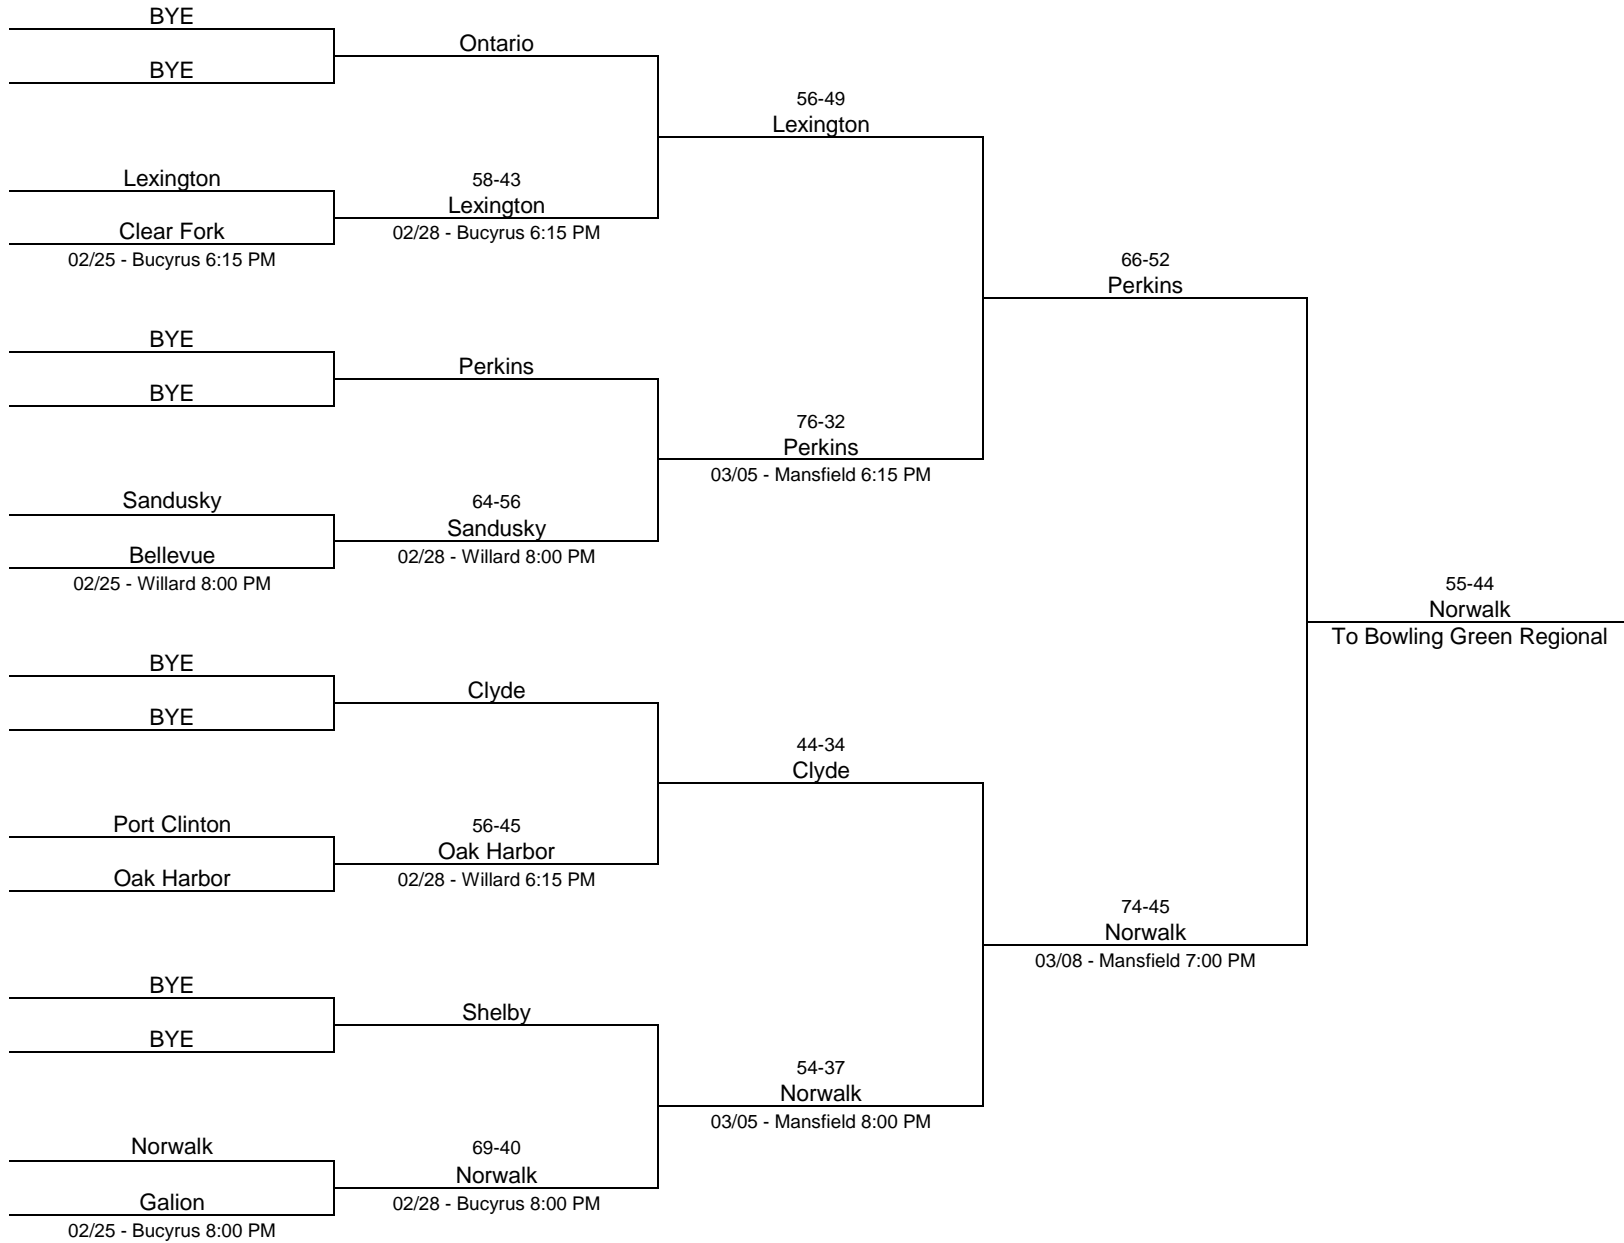 BYE
BYE
Ontario
Lexington
Clear Fork
02/25 - Bucyrus 6:15 PM
58-43
Lexington
02/28 - Bucyrus 6:15 PM
56-49
Lexington
BYE
BYE
Perkins
Sandusky
Bellevue
02/25 - Willard 8:00 PM
64-56
Sandusky
02/28 - Willard 8:00 PM
76-32
Perkins
03/05 - Mansfield 6:15 PM
66-52
Perkins
BYE
BYE
Clyde
Port Clinton
Oak Harbor
56-45
Oak Harbor
02/28 - Willard 6:15 PM
44-34
Clyde
BYE
BYE
Shelby
Norwalk
Galion
02/25 - Bucyrus 8:00 PM
69-40
Norwalk
02/28 - Bucyrus 8:00 PM
54-37
Norwalk
03/05 - Mansfield 8:00 PM
74-45
Norwalk
03/08 - Mansfield 7:00 PM
55-44
Norwalk
To Bowling Green Regional